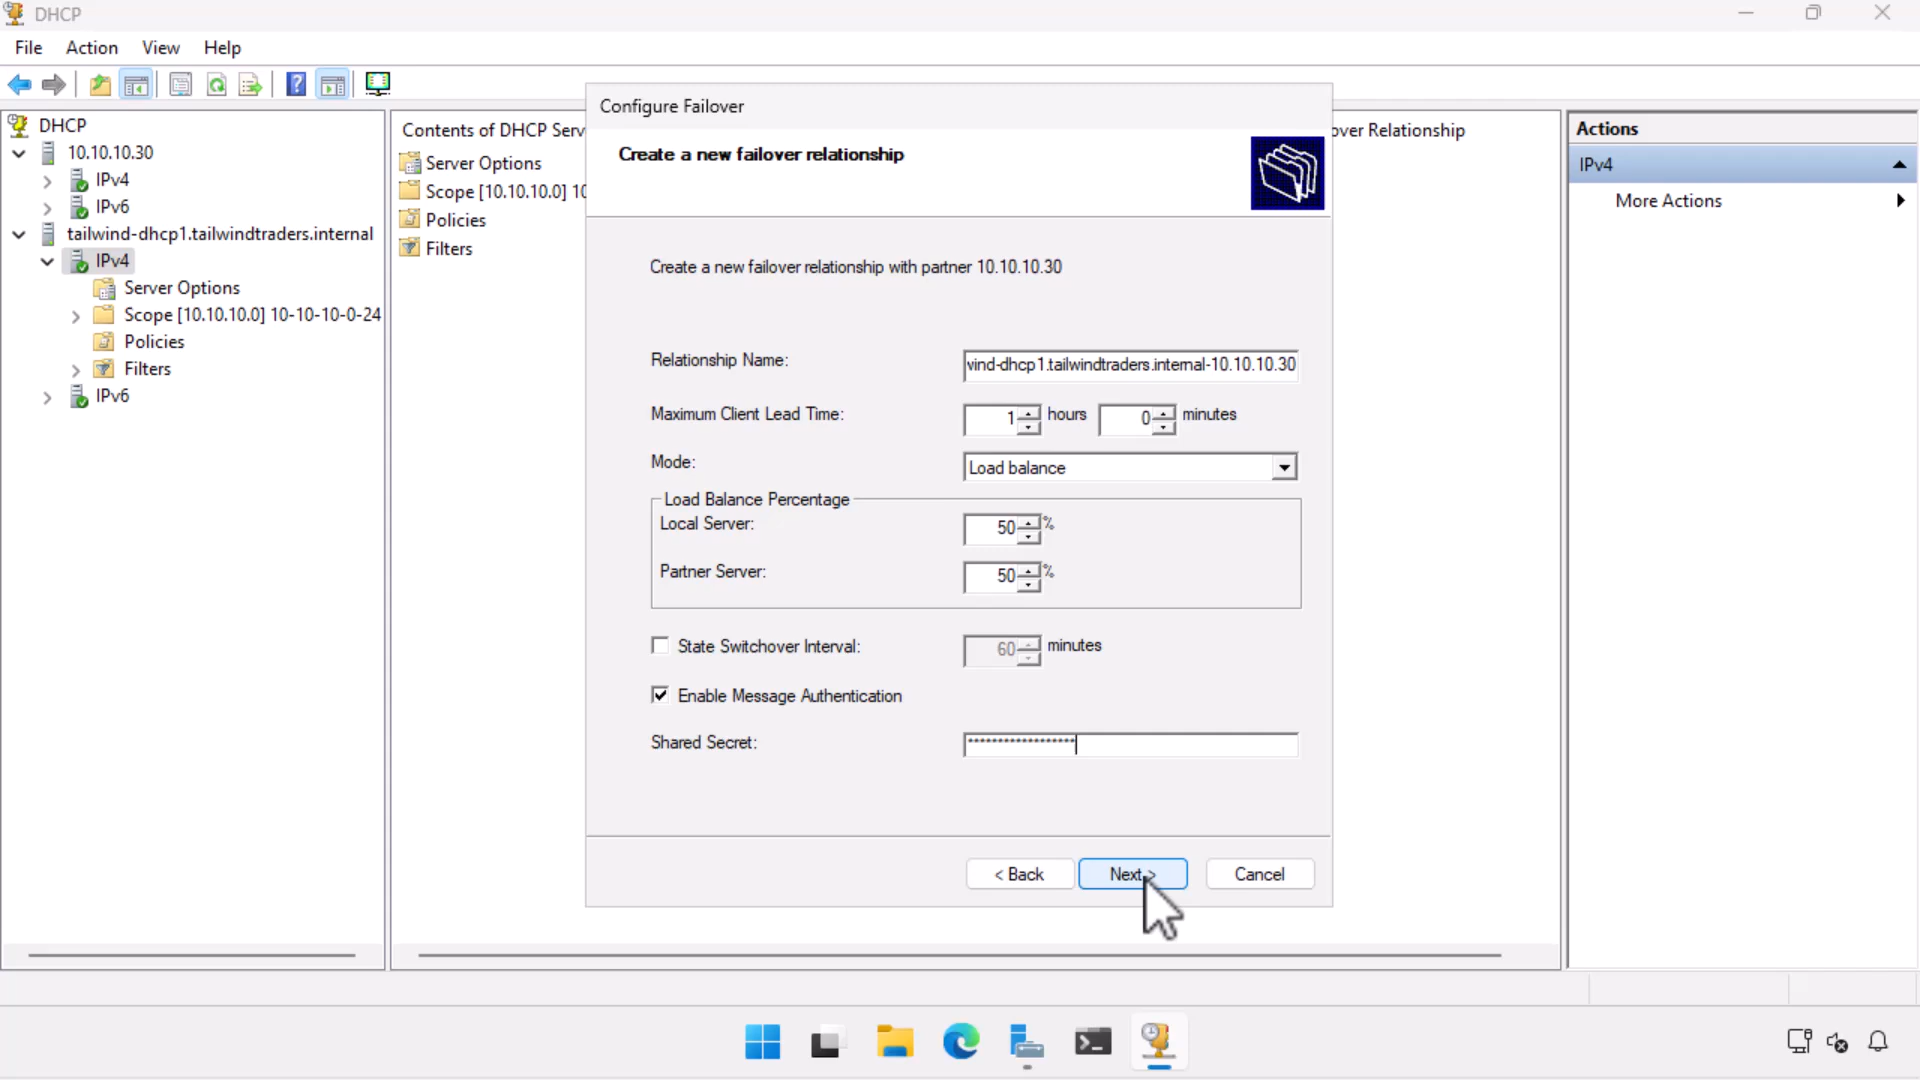 DHCP
File Action View Help
DHCP
10.10.10.30
IPv4
IPv6
tailwind-dhcp1.tailwindtraders.internal
IPv4
Server Options
Scope [10.10.10.0] 10-10-10-0-24
Policies
Filters
IPv6
Contents of DHCP Serv
over Relationship
Server Options
Scope [10.10.10.0] 10
Policies
Filters
Configure Failover
Create a new failover relationship
Create a new failover relationship with partner 10.10.10.30
Relationship Name: vind-dhcp1.tailwindtraders.internal-10.10.10.30
Maximum Client Lead Time: 1 hours 0 minutes
Mode: Load balance
Load Balance Percentage
Local Server: 50 %
Partner Server: 50 %
State Switchover Interval: 60 minutes
Enable Message Authentication
Shared Secret: ******************
< Back Next > Cancel
Actions
IPv4
More Actions